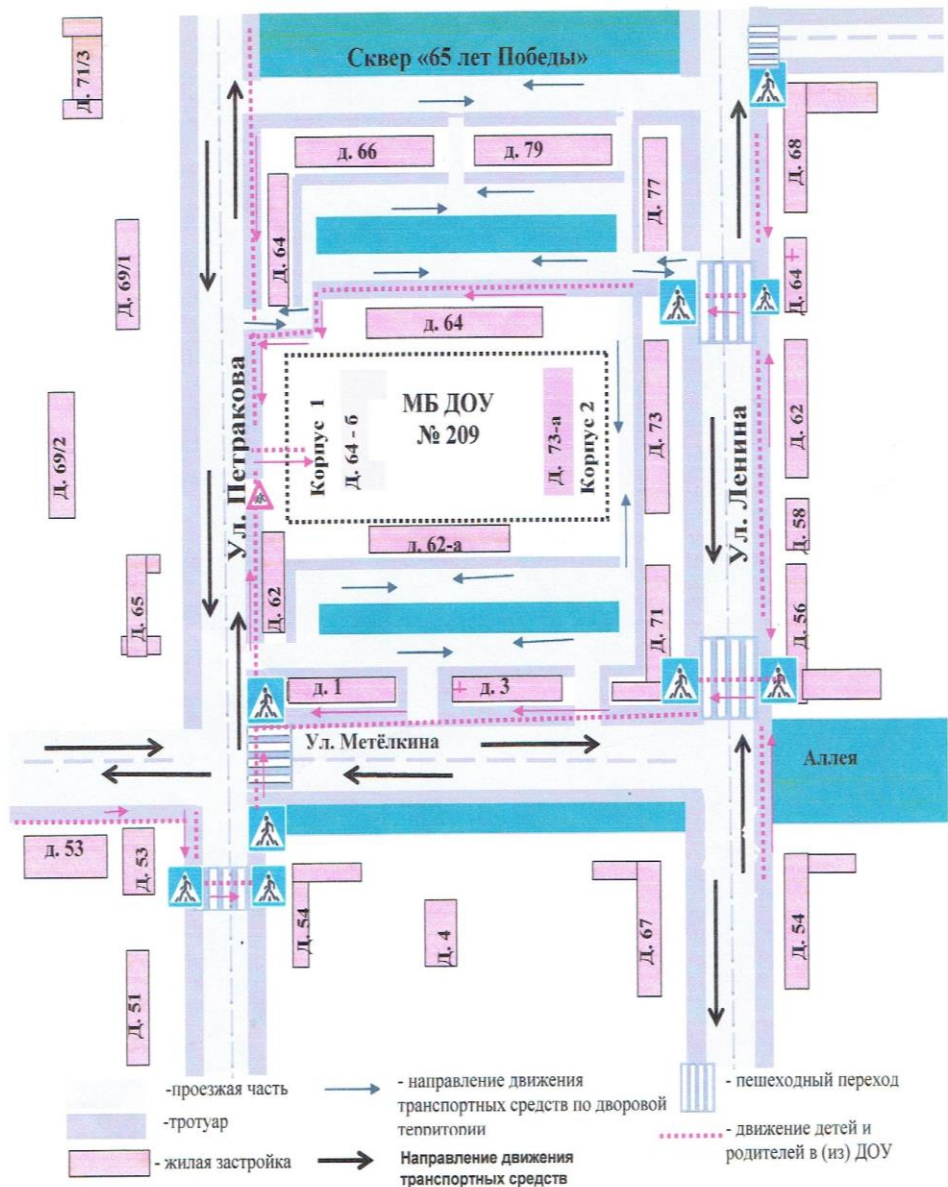 Сквер «65 лет Победы»
Д. 71/3
д. 66
д. 79
Д. 77
Д. 68
Д. 64
Д. 64
Д. 69/1
д. 64
Ул. Петракова
Корпус 1
Д. 64 - б
МБ ДОУ
№ 209
Д. 73-а
Корпус 2
Д. 73
Ул. Ленина
Д. 62
Д. 69/2
Д. 58
д. 62-а
Д. 65
Д. 62
Д. 71
Д. 56
д. 1
д. 3
Ул. Метёлкина
Аллея
д. 53
Д. 53
Д. 54
Д. 4
Д. 67
Д. 54
Д. 51
-проезжая часть
-тротуар
- жилая застройка
- направление движения
транспортных средств по дворовой
территории
Направление движения
транспортных средств
- пешеходный переход
- движение детей и
родителей в (из) ДОУ